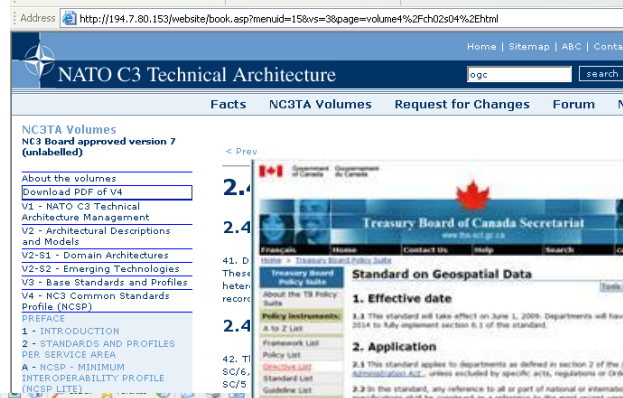 Address http://194.7.80.153/website/book.asp?menuid=15&vs=3&page=volume4%2Fch02s04%2Ehtml
Home | Sitemap | ABC | Conta
NATO C3 Technical Architecture
ogc
search
Facts NC3TA Volumes Request for Changes Forum N
NC3TA Volumes
NC3 Board approved version 7
(unlabelled)
About the volumes
Download PDF of V4
V1 - NATO C3 Technical
Architecture Management
V2 - Architectural Descriptions
and Models
V2-S1 - Domain Architectures
V2-S2 - Emerging Technologies
V3 - Base Standards and Profiles
V4 - NC3 Common Standards
Profile (NCSP)
PREFACE
1 - INTRODUCTION
2 - STANDARDS AND PROFILES
PER SERVICE AREA
A - NCSP - MINIMUM
INTEROPERABILITY PROFILE
(NCSP LITE)
< Prev
2.4
2.4
41. D
These
heter
recor
2.4
42. T
SC/6,
SC/5
Government Gouvernement
of Canada du Canada
Treasury Board of Canada Secretariat
www.tbs-sct.gc.ca
Français Home Contact Us Help Search
Home > Treasury Board Policy Suite
Treasury Board
Policy Suite
About the TB Policy
Suite
Policy instruments:
A to Z List
Framework List
Policy List
Directive List
Standard List
Guideline List
Standard on Geospatial Data
Tools
1. Effective date
1.1 This standard will take effect on June 1, 2009. Departments will hav
2014 to fully implement section 6.1 of this standard.
2. Application
2.1 This standard applies to departments as defined in section 2 of the
Administration Act, unless excluded by specific acts, regulations or Ord
2.2 In the standard, any reference to all or part of national or internatio